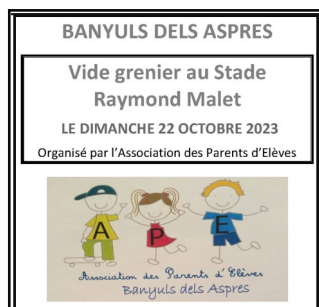 BANYULS DELS ASPRES
Vide grenier au Stade
Raymond Malet
LE DIMANCHE 22 OCTOBRE 2023
Organisé par l'Association des Parents d'Elèves
A P E
Association des Parents d'Elèves
Banyuls dels Aspres